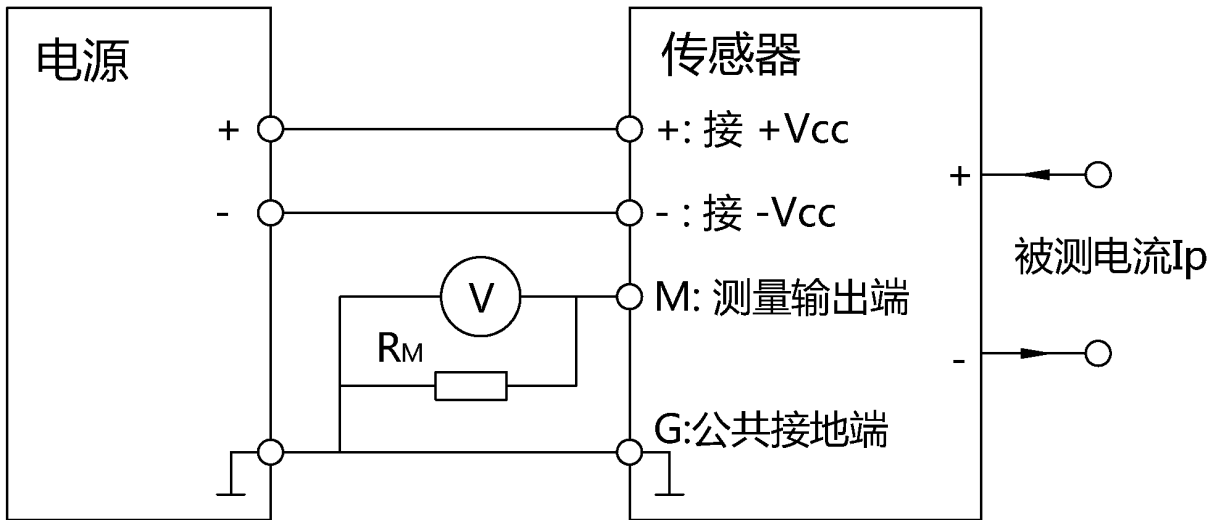 电源
+
-
传感器
+: 接 +Vcc
- : 接 -Vcc
M: 测量输出端
G:公共接地端
V
RM
+
-
被测电流Ip